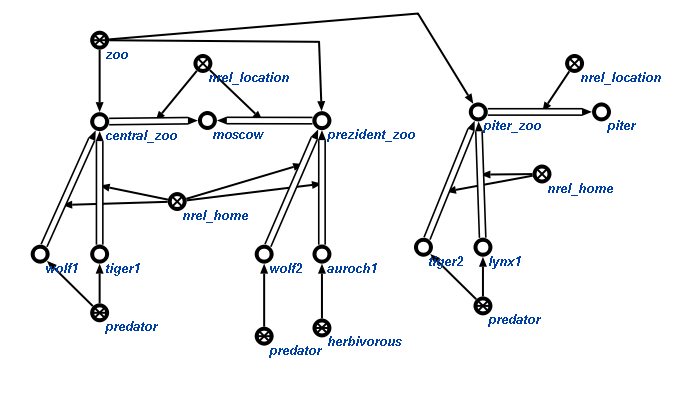 zoo
nrel_location
nrel_location
central_zoo
moscow
prezident_zoo
piter_zoo
piter
nrel_home
nrel_home
wolf1
tiger1
wolf2
auroch1
tiger2
lynx1
predator
predator
herbivorous
predator